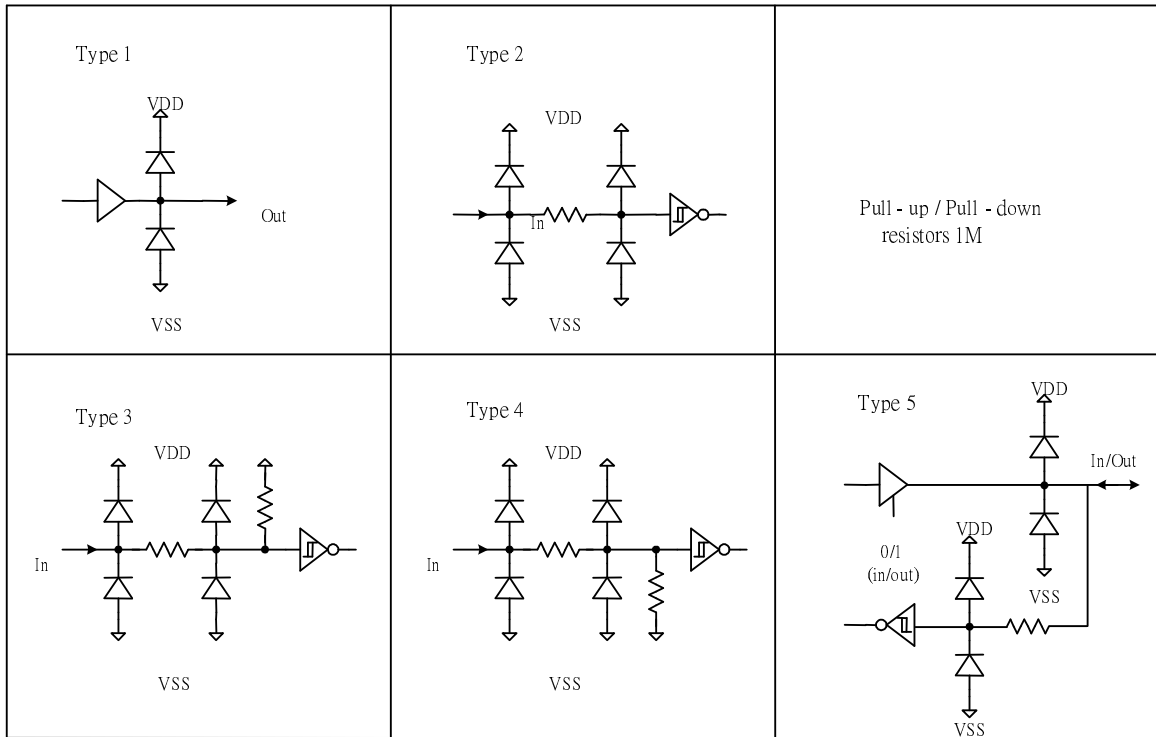 Type 1
VDD
Out
VSS
Type 2
VDD
In
VSS
Pull - up / Pull - down
resistors 1M
Type 3
VDD
In
VSS
Type 4
VDD
In
VSS
Type 5
VDD
In/Out
VDD
0/1
(in/out)
VSS
VSS